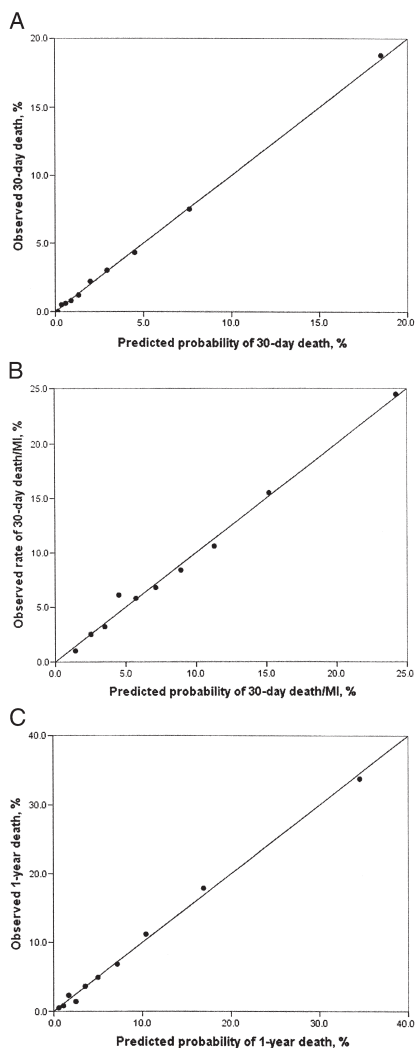 A
20.0
15.0
10.0
5.0
0.0
Observed 30-day death, %
0.0 5.0 10.0 15.0 20.0
Predicted probability of 30-day death, %
B
25.0
20.0
15.0
10.0
5.0
0.0
Observed rate of 30-day death/MI, %
5.0 10.0 15.0 20.0 25.0
Predicted probability of 30-day death/MI, %
C
40.0
30.0
20.0
10.0
0.0
Observed 1-year death, %
0.0 10.0 20.0 30.0 40.0
Predicted probability of 1-year death, %